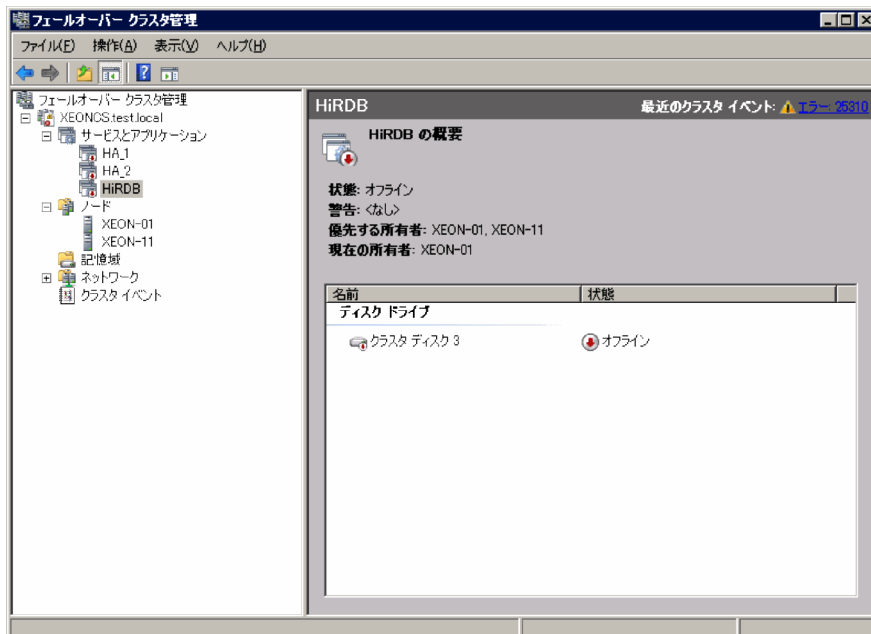 フェールオーバー クラスタ管理
ファイル(F) 操作(A) 表示(V) ヘルプ(H)
フェールオーバー クラスタ管理
XEONCS.test.local
サービスとアプリケーション
HA_1
HA_2
HiRDB
ノード
XEON-01
XEON-11
記憶域
ネットワーク
クラスタ イベント
HiRDB
最近のクラスタ イベント: エラー: 25310
HiRDB の概要
状態: オフライン
警告: <なし>
優先する所有者: XEON-01, XEON-11
現在の所有者: XEON-01
名前 状態
ディスク ドライブ
クラスタ ディスク 3 オフライン